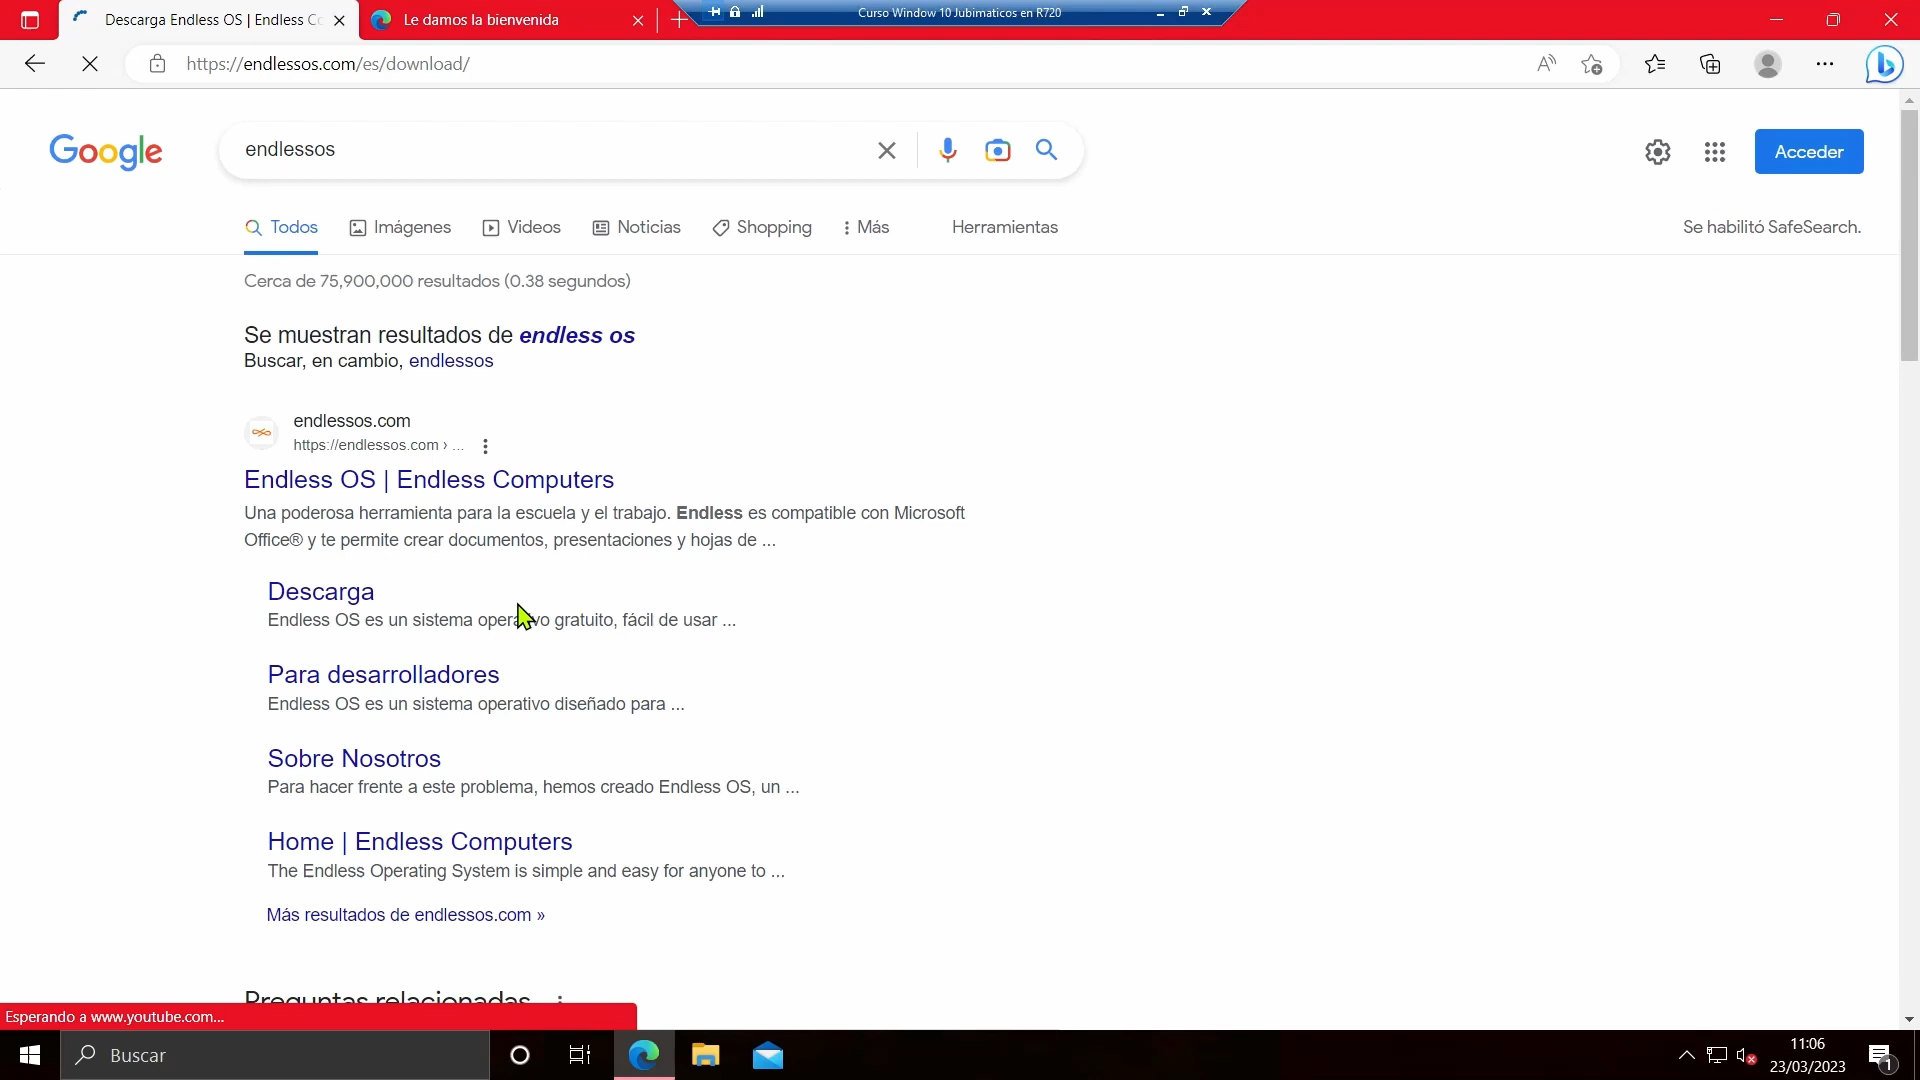 Descarga Endless OS | Endless Co
Le damos la bienvenida
Curso Window 10 Jubimaticos en R720
https://endlessos.com/es/download/
Google
endlessos
Acceder
Todos
Imágenes
Videos
Noticias
Shopping
Más
Herramientas
Se habilitó SafeSearch.
Cerca de 75,900,000 resultados (0.38 segundos)
Se muestran resultados de endless os
Buscar, en cambio, endlessos
endlessos.com
https://endlessos.com › ...
Endless OS | Endless Computers
Una poderosa herramienta para la escuela y el trabajo. Endless es compatible con Microsoft
Office® y te permite crear documentos, presentaciones y hojas de ...
Descarga
Endless OS es un sistema operativo gratuito, fácil de usar ...
Para desarrolladores
Endless OS es un sistema operativo diseñado para ...
Sobre Nosotros
Para hacer frente a este problema, hemos creado Endless OS, un ...
Home | Endless Computers
The Endless Operating System is simple and easy for anyone to ...
Más resultados de endlessos.com »
Preguntas relacionadas
Esperando a www.youtube.com...
Buscar
11:06
23/03/2023
1